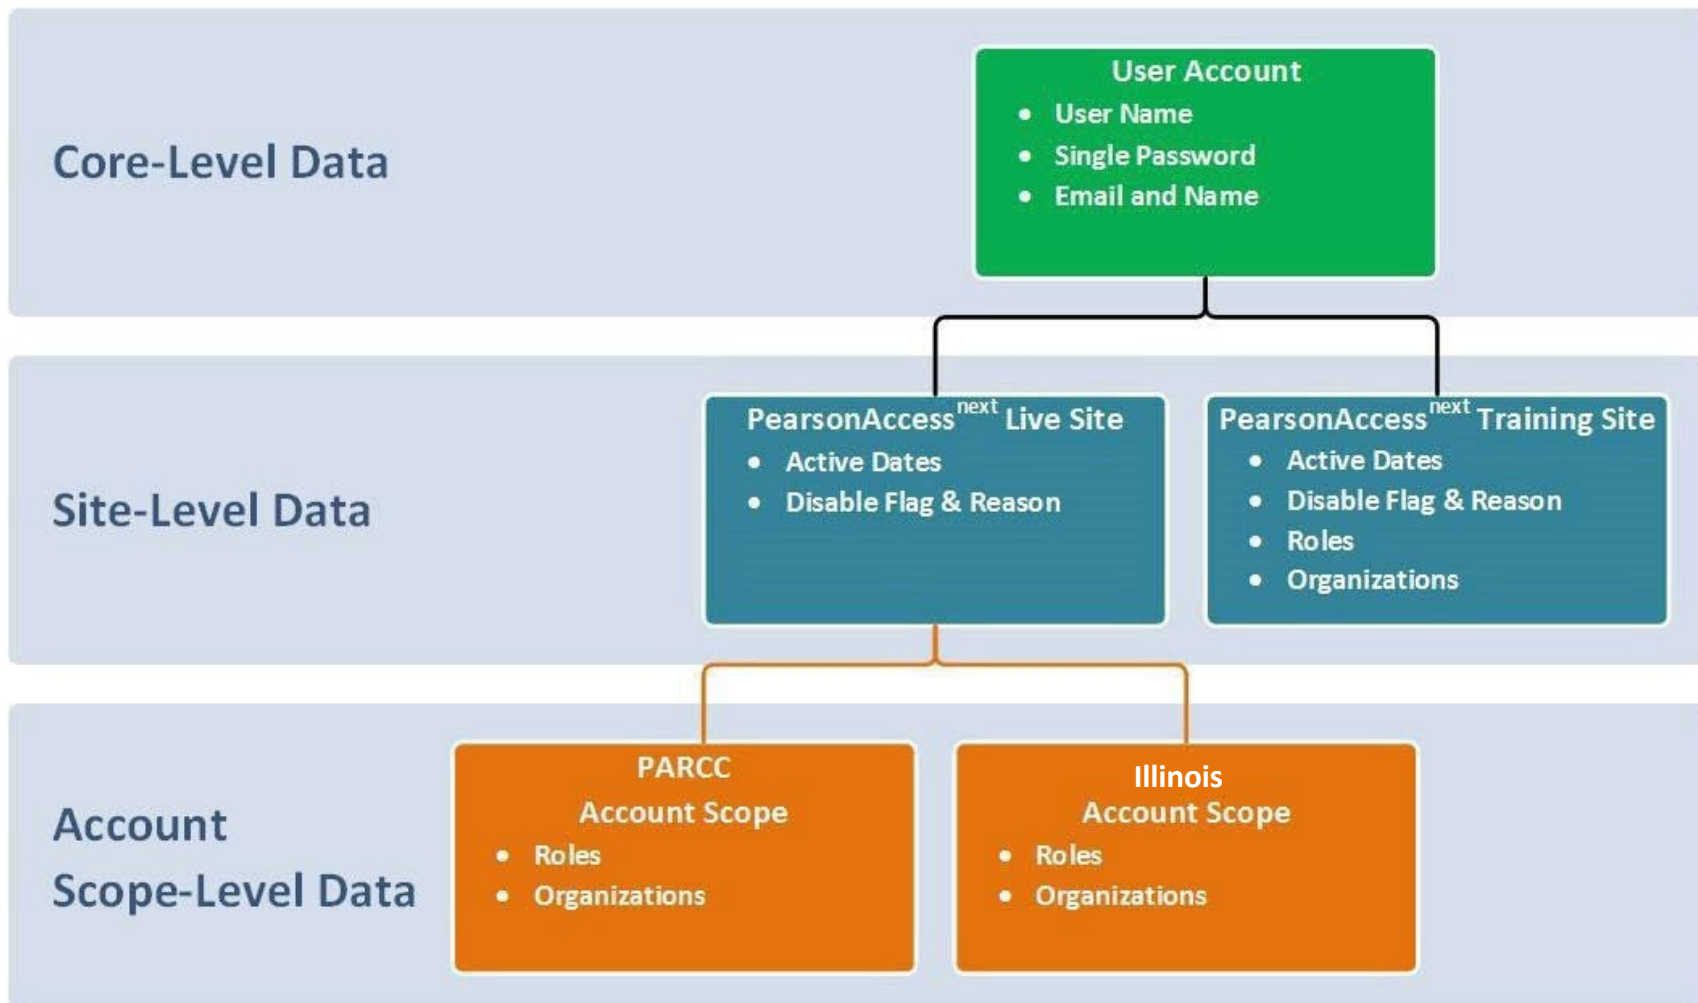 Core-Level Data
User Account
• User Name
• Single Password
• Email and Name
Site-Level Data
PearsonAccessnext Live Site
• Active Dates
• Disable Flag & Reason
PearsonAccessnext Training Site
• Active Dates
• Disable Flag & Reason
• Roles
• Organizations
Account
Scope-Level Data
PARCC
Account Scope
• Roles
• Organizations
Illinois
Account Scope
• Roles
• Organizations